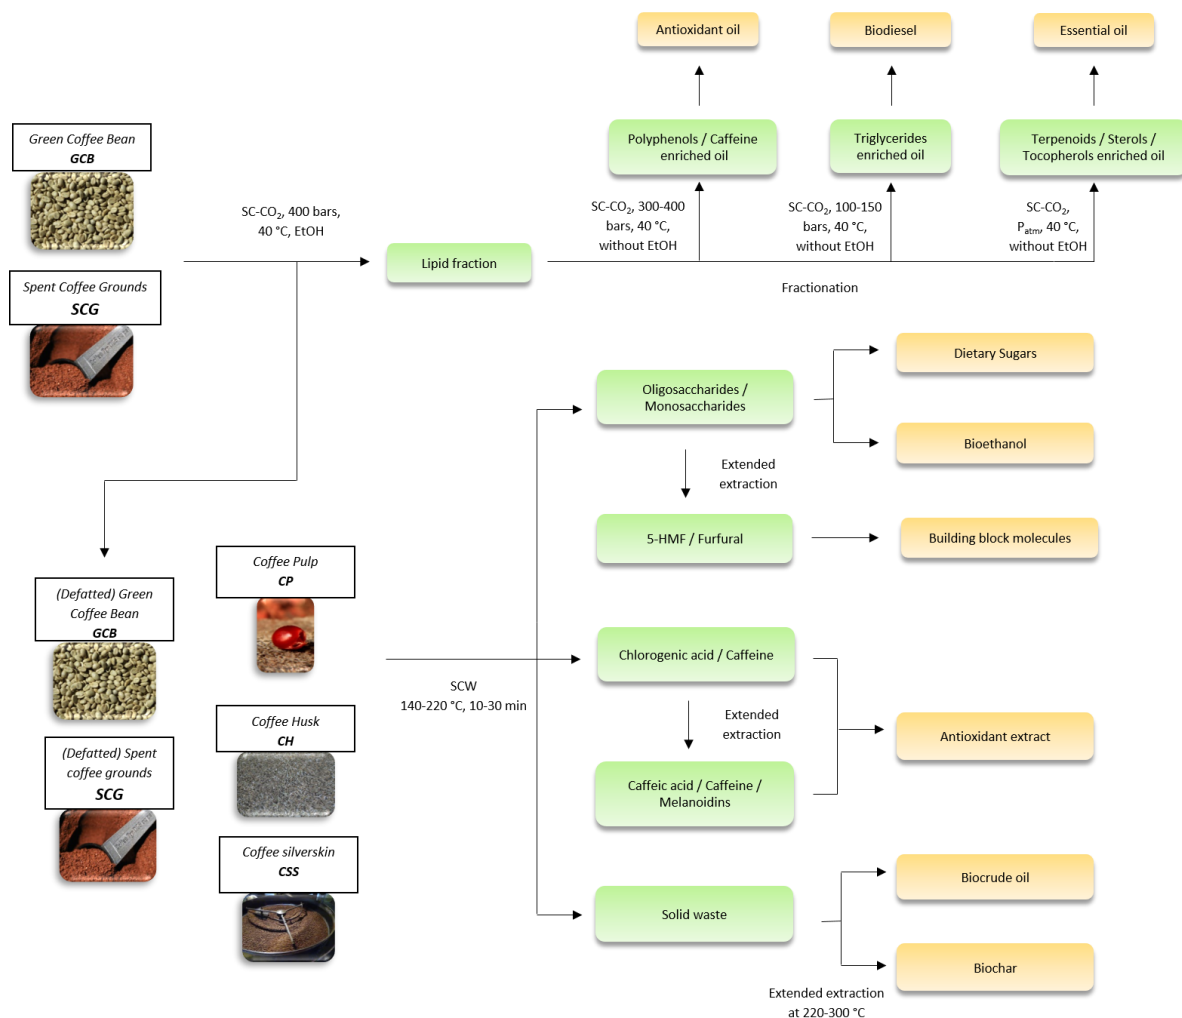 Antioxidant oil
Biodiesel
Essential oil
Green Coffee Bean
GCB
Polyphenols / Caffeine
enriched oil
Triglycerides
enriched oil
Terpenoids / Sterols /
Tocopherols enriched oil
SC-CO₂, 400 bars,
40 °C, EtOH
SC-CO₂, 300-400
bars, 40 °C,
without EtOH
SC-CO₂, 100-150
bars, 40 °C,
without EtOH
SC-CO₂,
Pₐₜₘ, 40 °C,
without EtOH
Lipid fraction
Fractionation
Spent Coffee Grounds
SCG
Dietary Sugars
Oligosaccharides /
Monosaccharides
Bioethanol
Extended
extraction
5-HMF / Furfural
Building block molecules
Coffee Pulp
CP
(Defatted) Green
Coffee Bean
GCB
Chlorogenic acid / Caffeine
SCW
140-220 °C, 10-30 min
Extended
extraction
Antioxidant extract
Coffee Husk
CH
(Defatted) Spent
coffee grounds
SCG
Caffeic acid / Caffeine /
Melanoidins
Coffee silverskin
CSS
Biocrude oil
Solid waste
Biochar
Extended extraction
at 220-300 °C